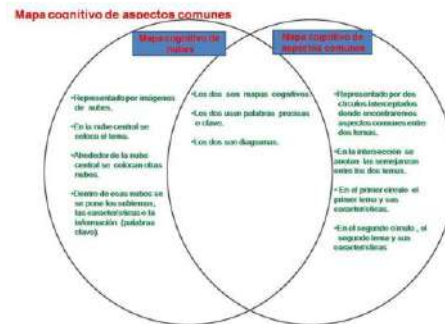 Mapa cognitivo de aspectos comunes
Mapa cognitivo de
nubes
•Representado por imágenes
de nubes.
•En la nube central se
coloca el tema.
•Alrededor de la nube
central se colocan otras
nubes.
•Dentro de esas nubes se
se pone los subtemas,
las características o la
información (palabras
clave).
•Los dos son mapas cognitivos
•Los dos usan palabras precisas
o clave.
•Los dos son diagramas.
Mapa cognitivo de
aspectos comunes
•Representado por dos
círculos interceptados
donde encontraremos
aspectos comunes entre
dos temas.
•En la intersección se
anotan las semejanzas
entre los dos temas.
•En el primer círculo el
primer tema y sus
características.
•En el segundo círculo , el
segundo tema y sus
características